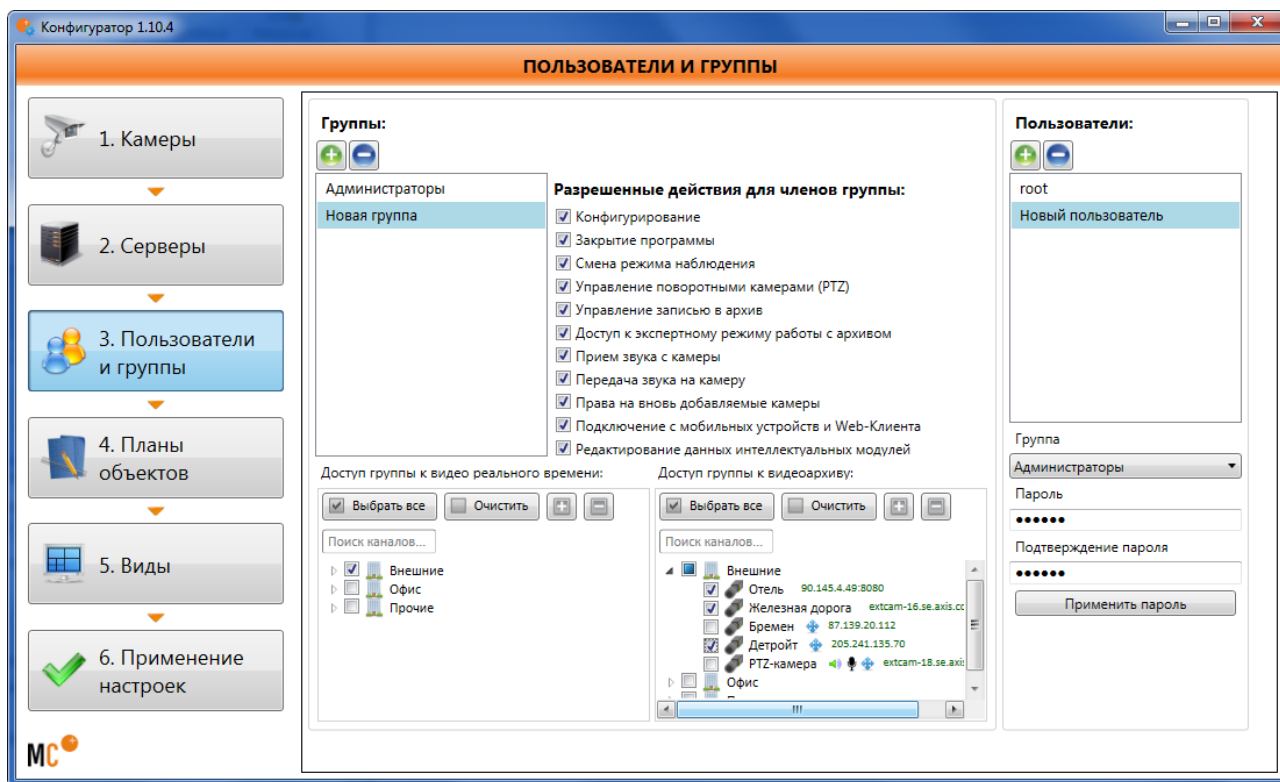 Конфигуратор 1.10.4
ПОЛЬЗОВАТЕЛИ И ГРУППЫ
1. Камеры
2. Серверы
3. Пользователи
и группы
4. Планы
объектов
5. Виды
6. Применение
настроек
MC
Группы:
Администраторы
Новая группа
Разрешенные действия для членов группы:
Конфигурирование
Закрытие программы
Смена режима наблюдения
Управление поворотными камерами (PTZ)
Управление записью в архив
Доступ к экспертному режиму работы с архивом
Прием звука с камеры
Передача звука на камеру
Права на вновь добавляемые камеры
Подключение с мобильных устройств и Web-Клиента
Редактирование данных интеллектуальных модулей
Доступ группы к видео реального времени:
Выбрать все Очистить
Поиск каналов...
Внешние
Офис
Прочие
Доступ группы к видеоархиву:
Выбрать все Очистить
Поиск каналов...
Внешние
Отель 90.145.4.49:8080
Железная дорога extcam-16.se.axis.cc
Бремен 87.139.20.112
Детройт 205.241.135.70
PTZ-камера extcam-18.se.axis
Офис
Пользователи:
root
Новый пользователь
Группа
Администраторы
Пароль
••••••
Подтверждение пароля
••••••
Применить пароль